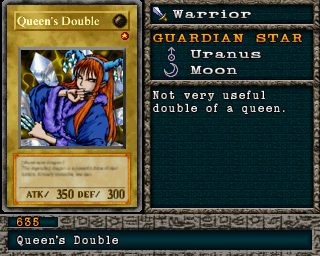 Queen's Double
ATK/ 350 DEF/ 300
Warrior
GUARDIAN STAR
Uranus
Moon
Not very useful
double of a queen.
635
Queen's Double